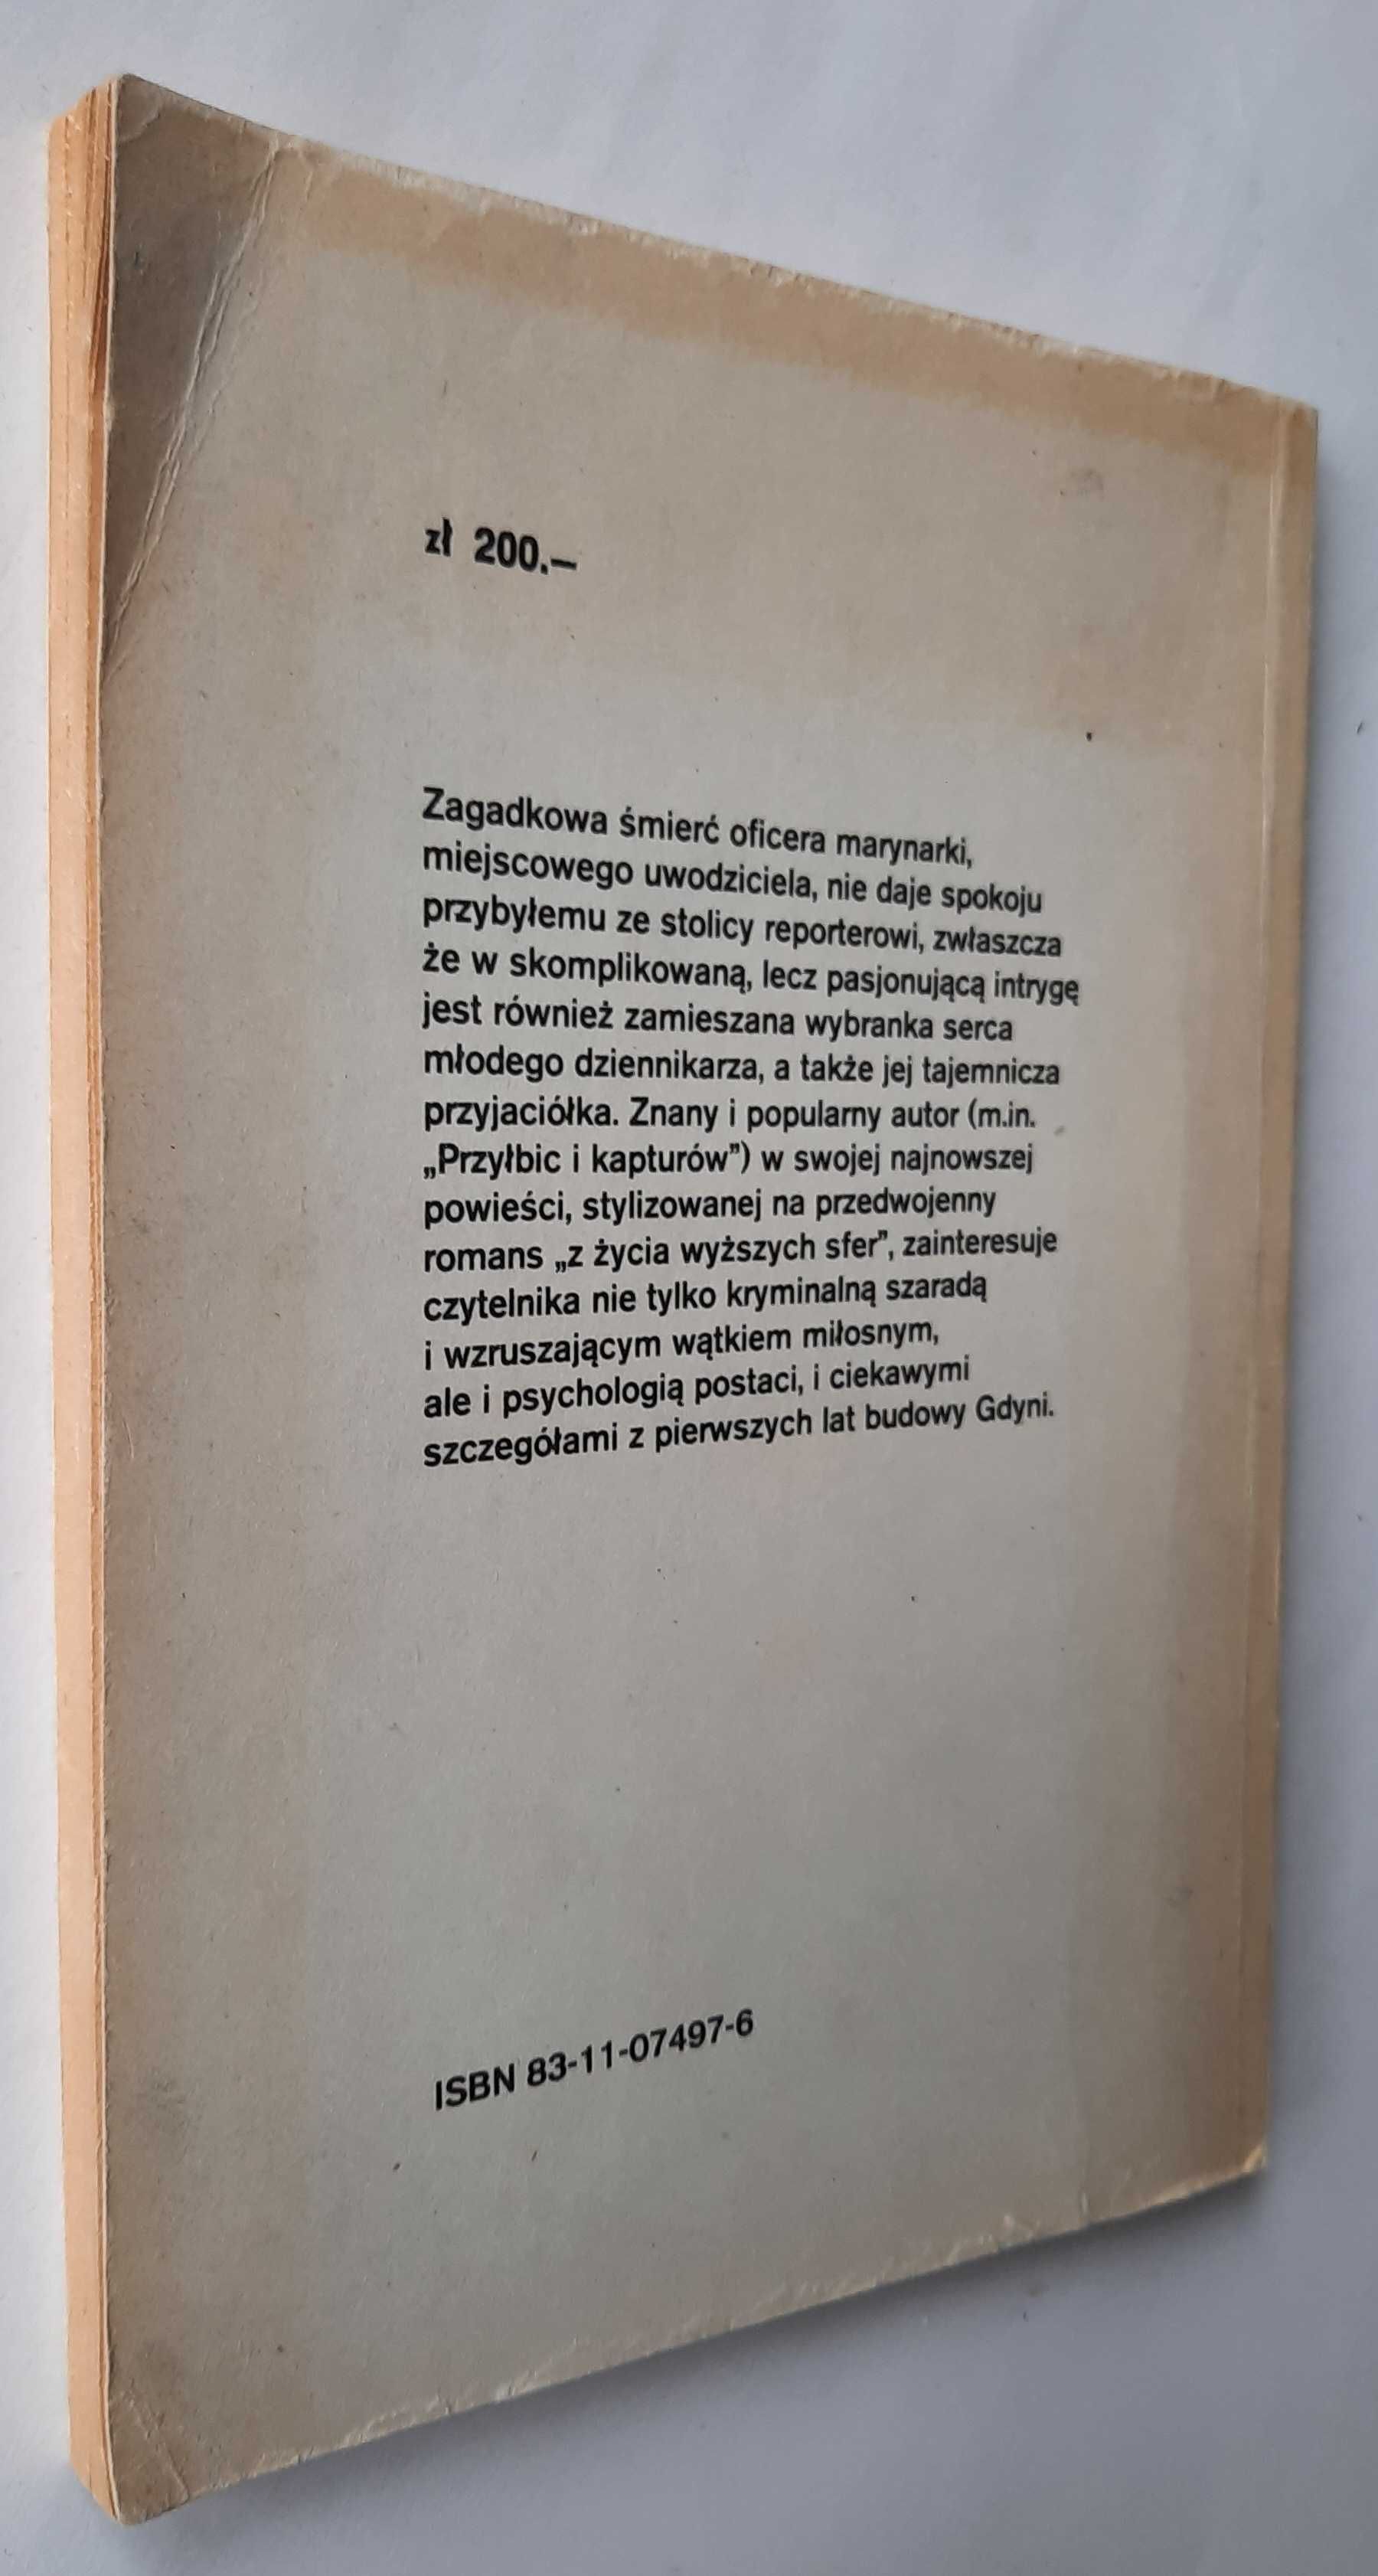 zł 200.—
Zagadkowa śmierć oficera marynarki,
miejscowego uwodziciela, nie daje spokoju
przybyłemu ze stolicy reporterowi, zwłaszcza
że w skomplikowaną, lecz pasjonującą intrygę
jest również zamieszana wybranka serca
młodego dziennikarza, a także jej tajemnicza
przyjaciółka. Znany i popularny autor (m.in.
„Przyłbic i kapturów”) w swojej najnowszej
powieści, stylizowanej na przedwojenny
romans „z życia wyższych sfer”, zainteresuje
czytelnika nie tylko kryminalną szaradą
i wzruszającym wątkiem miłosnym,
ale i psychologią postaci, i ciekawymi
szczegółami z pierwszych lat budowy Gdyni.
ISBN 83-11-07497-6